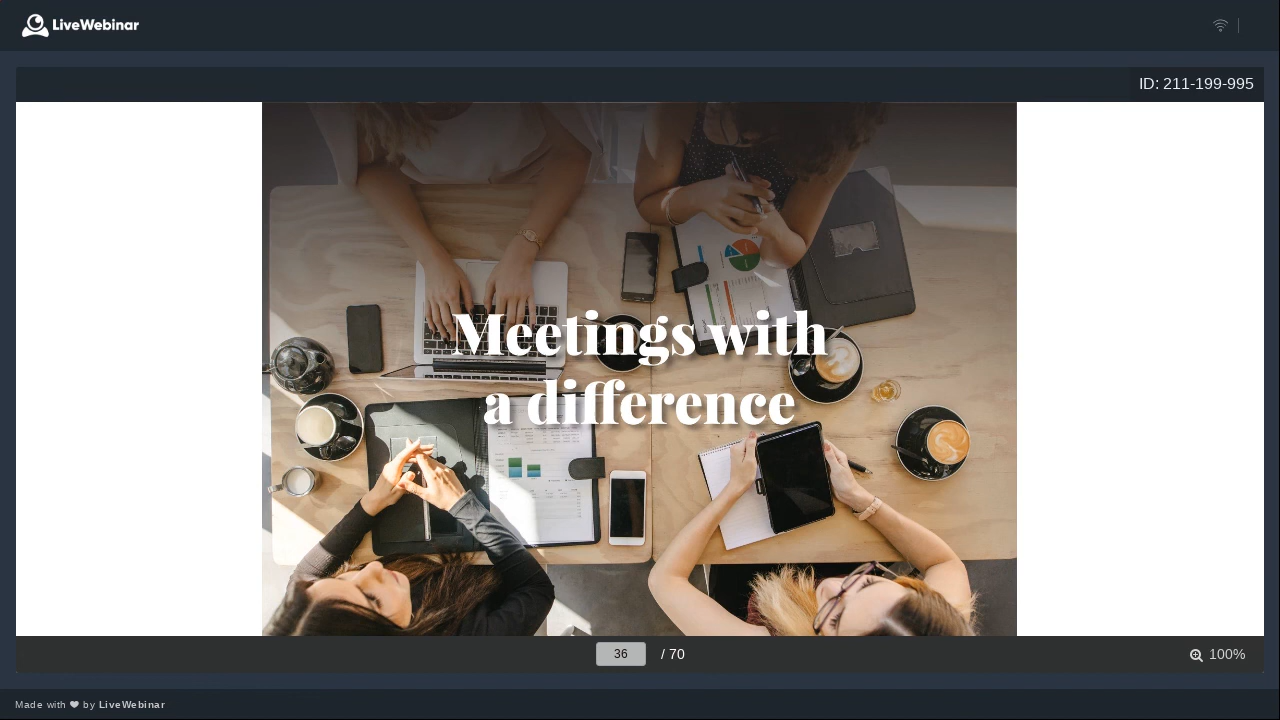 LiveWebinar
ID: 211-199-995
Meetings with
a difference
36 / 70
100%
Made with ❤ by LiveWebinar